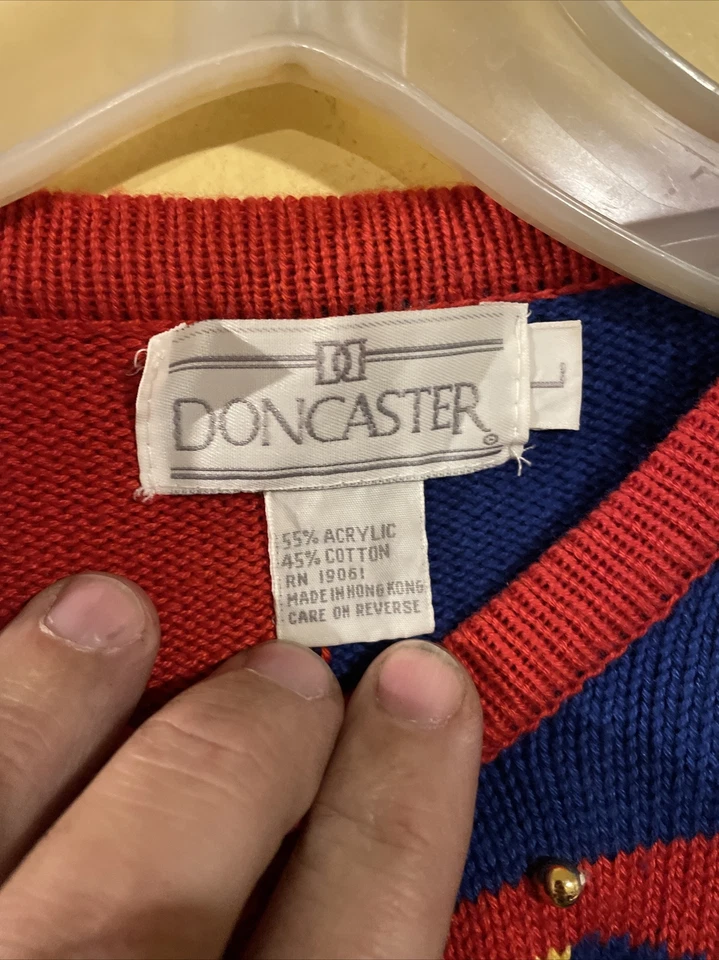 DD
DONCASTER
©
L
55% ACRYLIC
45% COTTON
RN 19061
MADE IN HONG KONG
CARE ON REVERSE